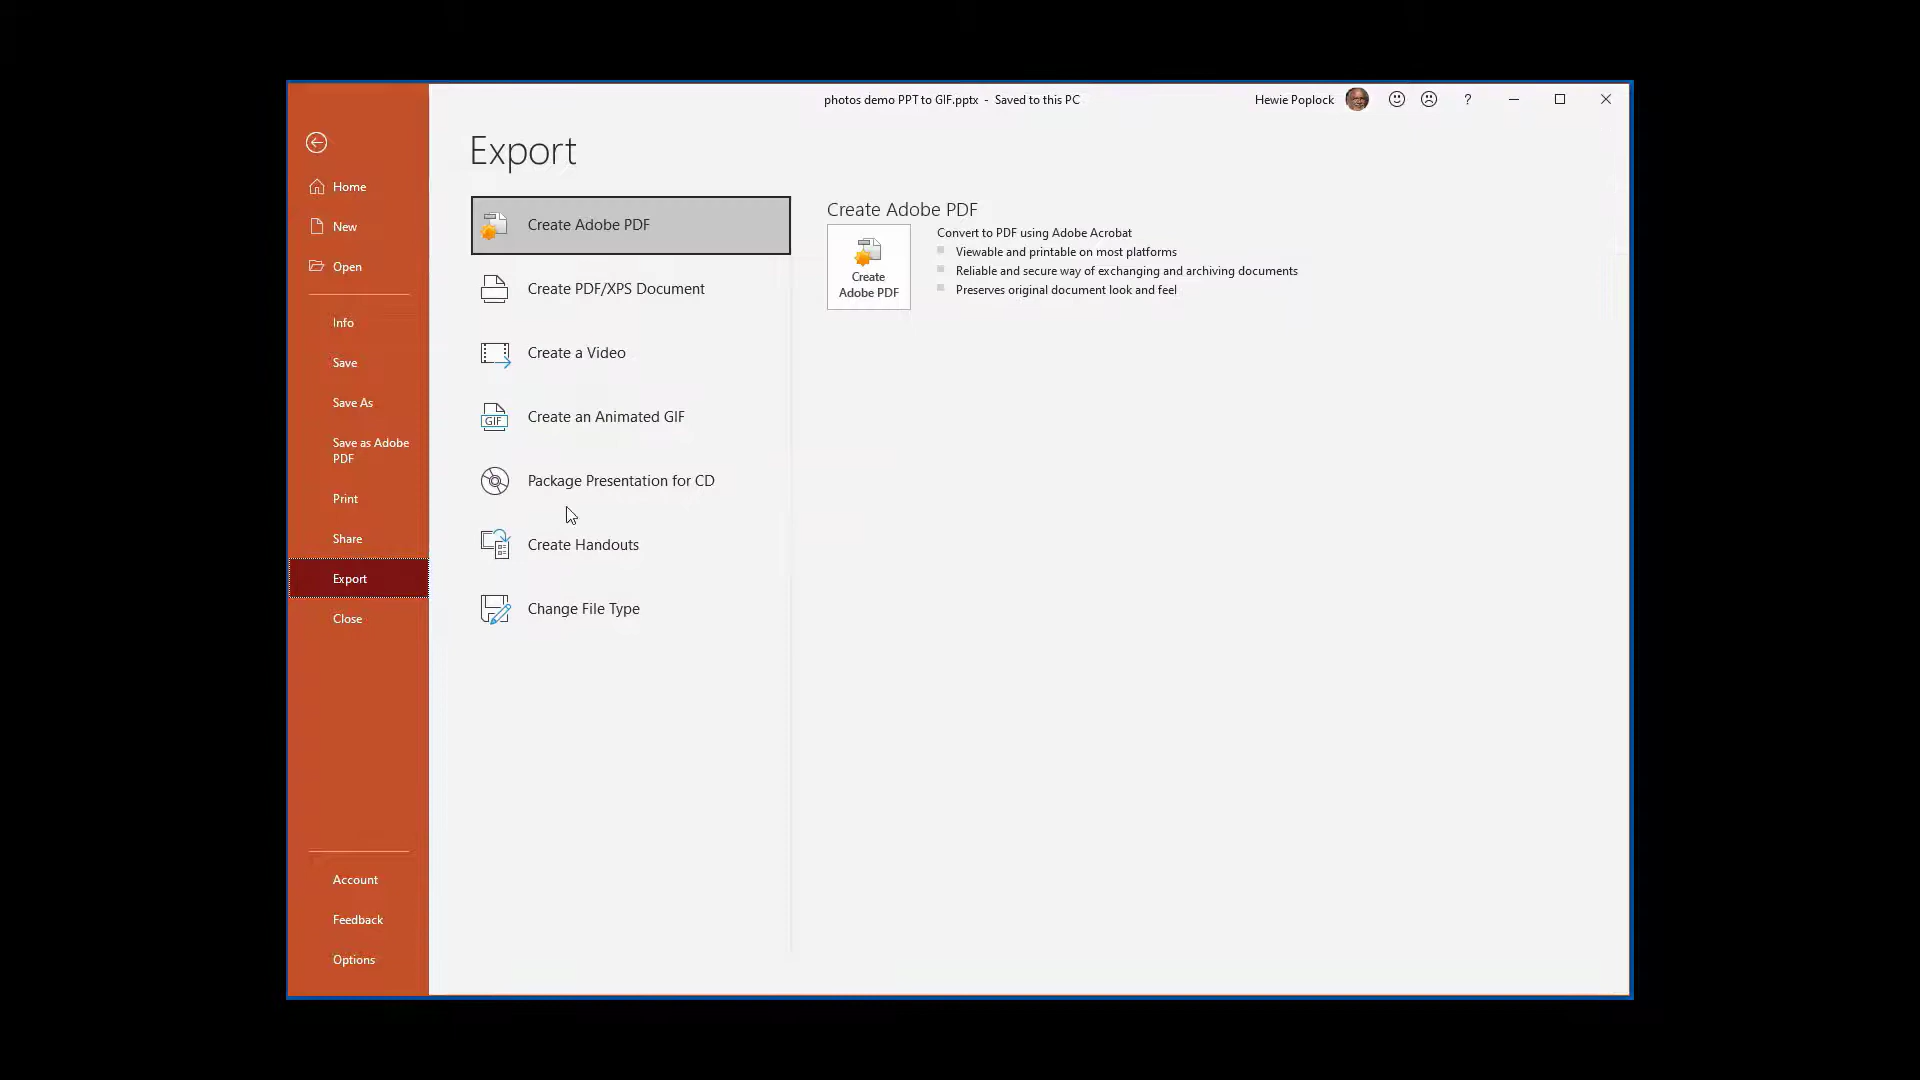 photos demo PPT to GIF.pptx - Saved to this PC
Hewie Poplock
?
Home
New
Open
Info
Save
Save As
Save as Adobe
PDF
Print
Share
Export
Close
Account
Feedback
Options
Export
Create Adobe PDF
Create PDF/XPS Document
Create a Video
GIF
Create an Animated GIF
Package Presentation for CD
Create Handouts
Change File Type
Create Adobe PDF
Create
Adobe PDF
Convert to PDF using Adobe Acrobat
Viewable and printable on most platforms
Reliable and secure way of exchanging and archiving documents
Preserves original document look and feel